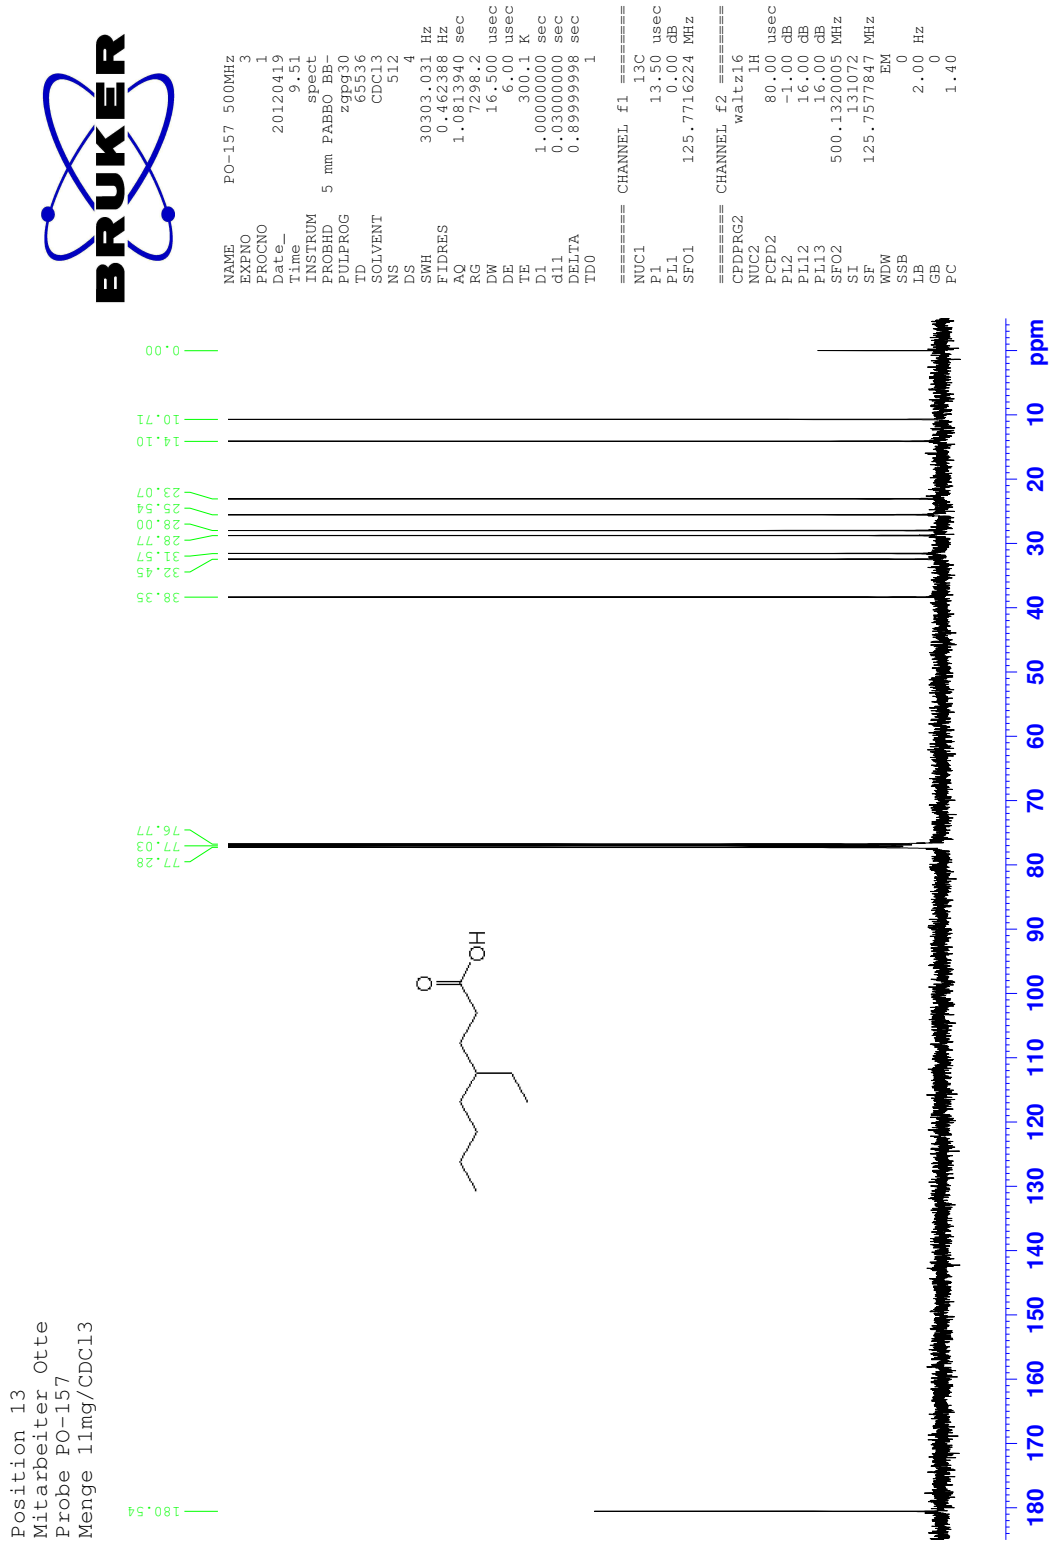 Position 13
Mitarbeiter Otte
Probe PO-157
Menge 11mg/CDCl3
BRUKER
NAME PO-157 500MHz
EXPNO 3
PROCNO 1
Date_ 20120419
Time 9.51
INSTRUM spect
PROBHD 5 mm PABBO BB-
PULPROG zgpg30
TD 65536
SOLVENT CDCl3
NS 512
DS 4
SWH 30303.031 Hz
FIDRES 0.462388 Hz
AQ 1.0813940 sec
RG 7298.2
DW 16.500 usec
DE 6.00 usec
TE 300.1 K
D1 1.00000000 sec
d11 0.03000000 sec
DELTA 0.89999998 sec
TD0 1
======== CHANNEL f1 ========
NUC1 13C
P1 13.50 usec
PL1 0.00 dB
SFO1 125.7716224 MHz
======== CHANNEL f2 ========
CPDPRG2 waltz16
NUC2 1H
PCPD2 80.00 usec
PL2 -1.00 dB
PL12 16.00 dB
PL13 16.00 dB
SFO2 500.1320005 MHz
SI 131072
SF 125.7577847 MHz
WDW EM
SSB 0
LB 2.00 Hz
GB 0
PC 1.40
180.54
77.28
77.03
76.77
38.35
32.45
31.57
28.77
28.00
25.54
23.07
14.10
10.71
0.00
O
OH
180 170 160 150 140 130 120 110 100 90 80 70 60 50 40 30 20 10 ppm